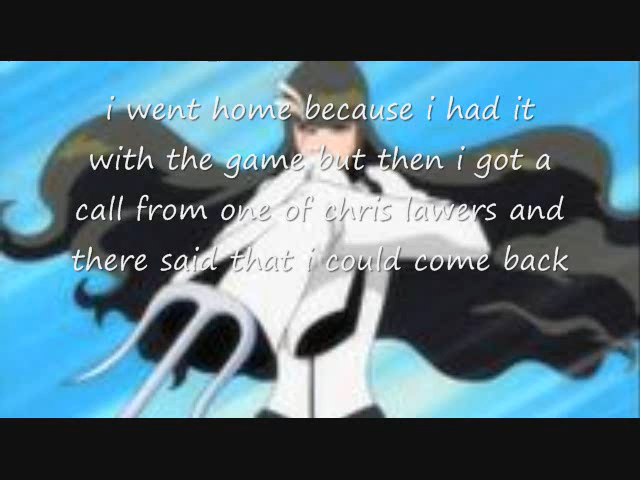 i went home because i had it
with the game but then i got a
call from one of chris lawers and
there said that i could come back